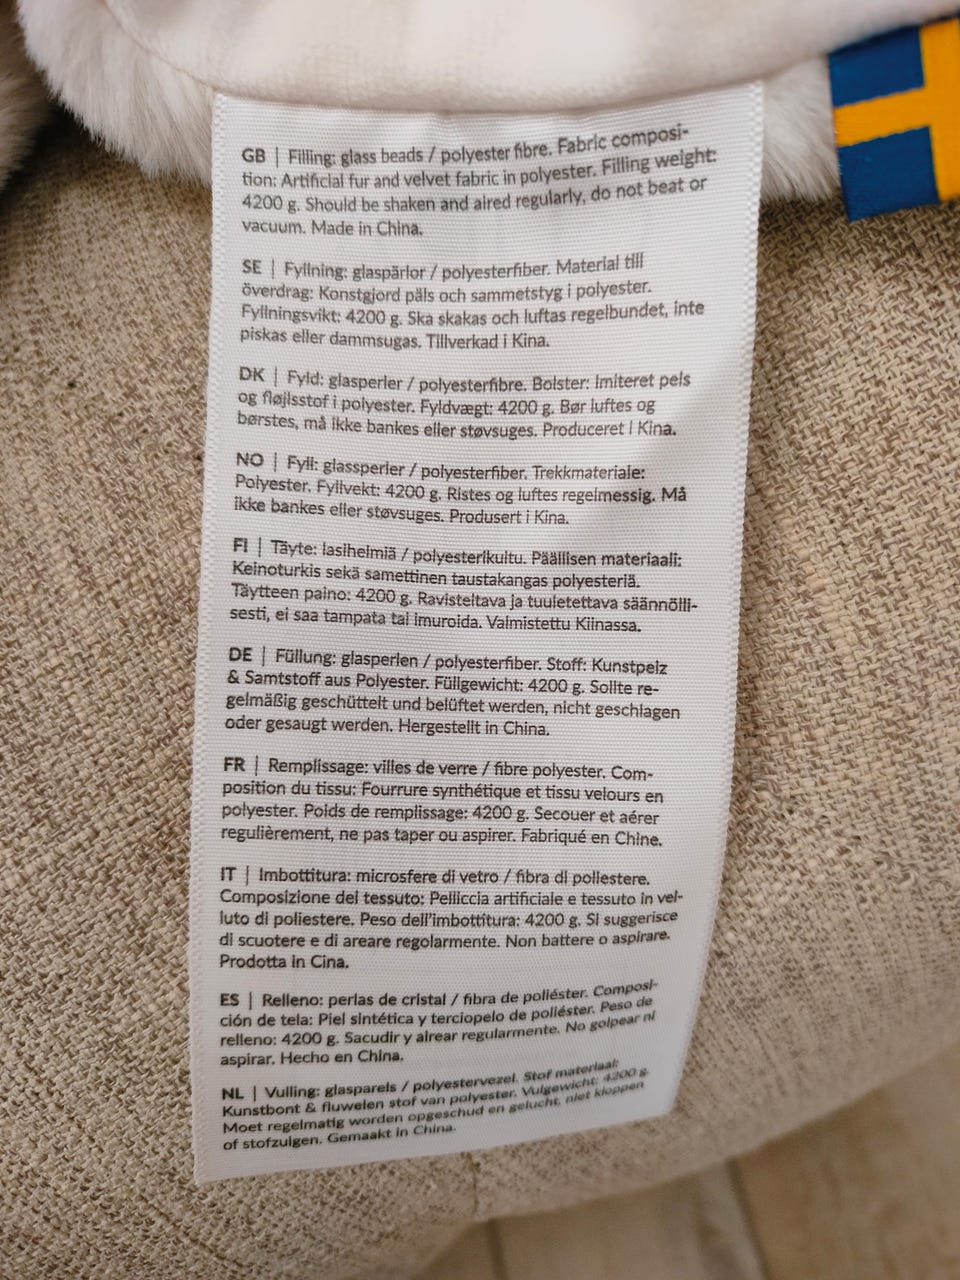 GB | Filling: glass beads / polyester fibre. Fabric composi-
tion: Artificial fur and velvet fabric in polyester. Filling weight:
4200 g. Should be shaken and aired regularly, do not beat or
vacuum. Made in China.
SE | Fyllning: glaspärlor / polyesterfiber. Material till
överdrag: Konstgjord päls och sammetstyg i polyester.
Fyllningsvikt: 4200 g. Ska skakas och luftas regelbundet, inte
piskas eller dammsugas. Tillverkad i Kina.
DK | Fyld: glasperler / polyesterfibre. Bolster: Imiteret pels
og fløjlsstof i polyester. Fyldvægt: 4200 g. Bør luftes og
børstes, må ikke bankes eller støvsuges. Produceret i Kina.
NO | Fyll: glassperler / polyesterfiber. Trekkmateriale:
Polyester. Fyllvekt: 4200 g. Ristes og luftes regelmessig. Må
ikke bankes eller støvsuges. Produsert i Kina.
FI | Täyte: lasihelmiä / polyesterikuitu. Päällisen materiaali:
Keinoturkis sekä samettinen taustakangas polyesteriä.
Täytteen paino: 4200 g. Ravisteltava ja tuuletettava säännölli-
sesti, ei saa tampata tai imuroida. Valmistettu Kiinassa.
DE | Füllung: glasperlen / polyesterfiber. Stoff: Kunstpelz
& Samtstoff aus Polyester. Füllgewicht: 4200 g. Sollte re-
gelmäßig geschüttelt und belüftet werden, nicht geschlagen
oder gesaugt werden. Hergestellt in China.
FR | Remplissage: villes de verre / fibre polyester. Com-
position du tissu: Fourrure synthétique et tissu velours en
polyester. Poids de remplissage: 4200 g. Secouer et aérer
regulièrement, ne pas taper ou aspirer. Fabriqué en Chine.
IT | Imbottitura: microsfere di vetro / fibra di poliestere.
Composizione del tessuto: Pelliccia artificiale e tessuto in vel-
luto di poliestere. Peso dell'imbottitura: 4200 g. Si suggerisce
di scuotere e di areare regolarmente. Non battere o aspirare.
Prodotta in Cina.
ES | Relleno: perlas de cristal / fibra de poliéster. Composi-
ción de tela: Piel sintética y terciopelo de poliéster. Peso de
relleno: 4200 g. Sacudir y airear regularmente. No golpear ni
aspirar. Hecho en China.
NL | Vulling: glasparels / polyestervezel. Stof materiaal:
Kunstbont & fluwelen stof van polyester. Vulgewicht: 4200 g.
Moet regelmatig worden opgeschud en gelucht, niet kloppen
of stofzuigen. Gemaakt in China.